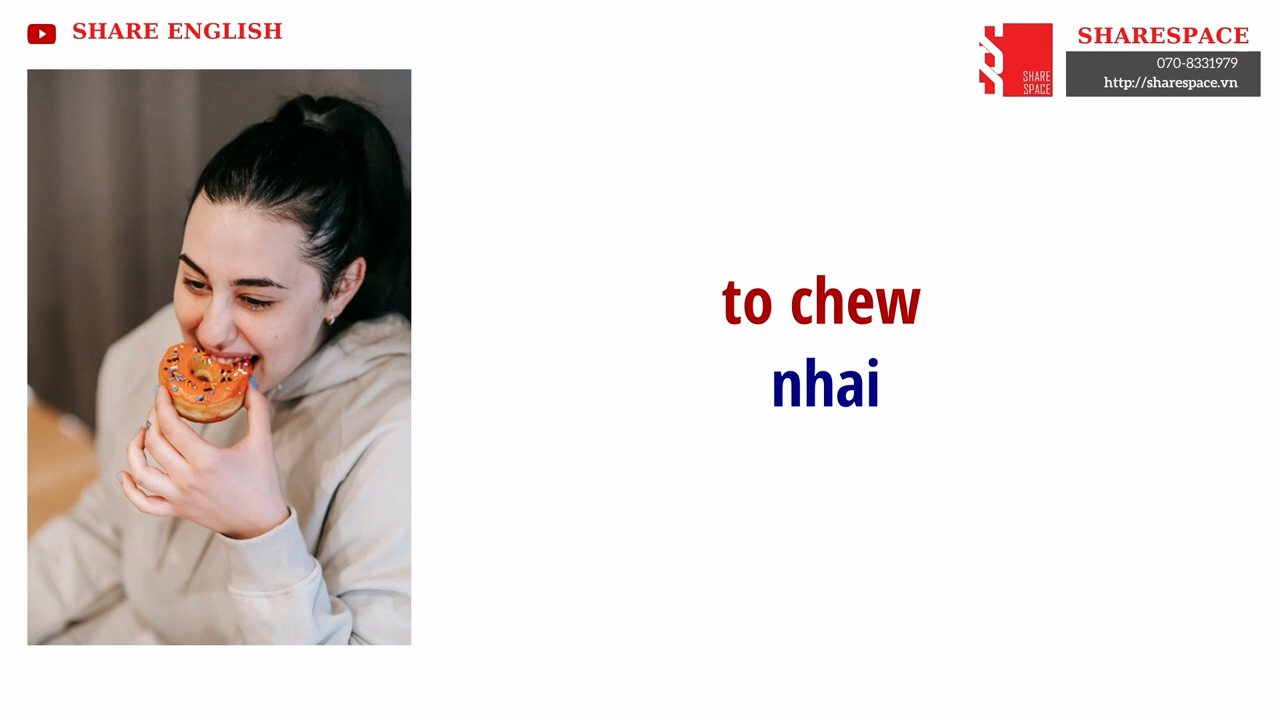 SHARE ENGLISH
SHARESPACE
070-8331979
http://sharespace.vn
SHARE
SPACE
to chew
nhai